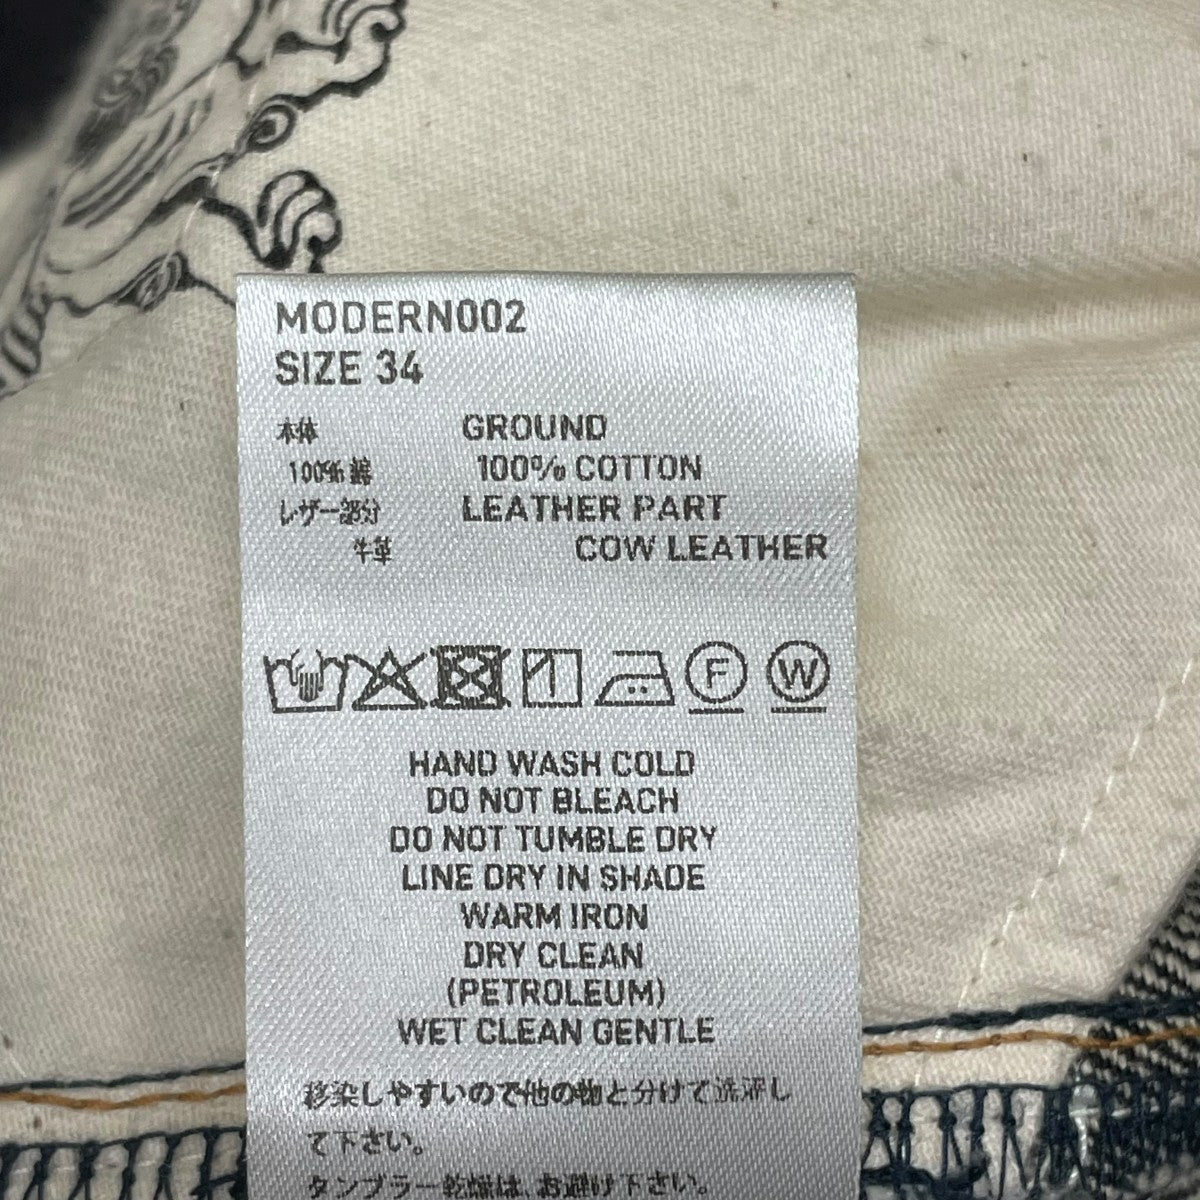 MODERN002
SIZE 34
本体 GROUND
100% 綿 100% COTTON
レザー部分 LEATHER PART
牛革 COW LEATHER
F W
HAND WASH COLD
DO NOT BLEACH
DO NOT TUMBLE DRY
LINE DRY IN SHADE
WARM IRON
DRY CLEAN
(PETROLEUM)
WET CLEAN GENTLE
移染しやすいので他の物と分けて洗濯し
て下さい。
タンブラー乾燥は、お避け下さい。